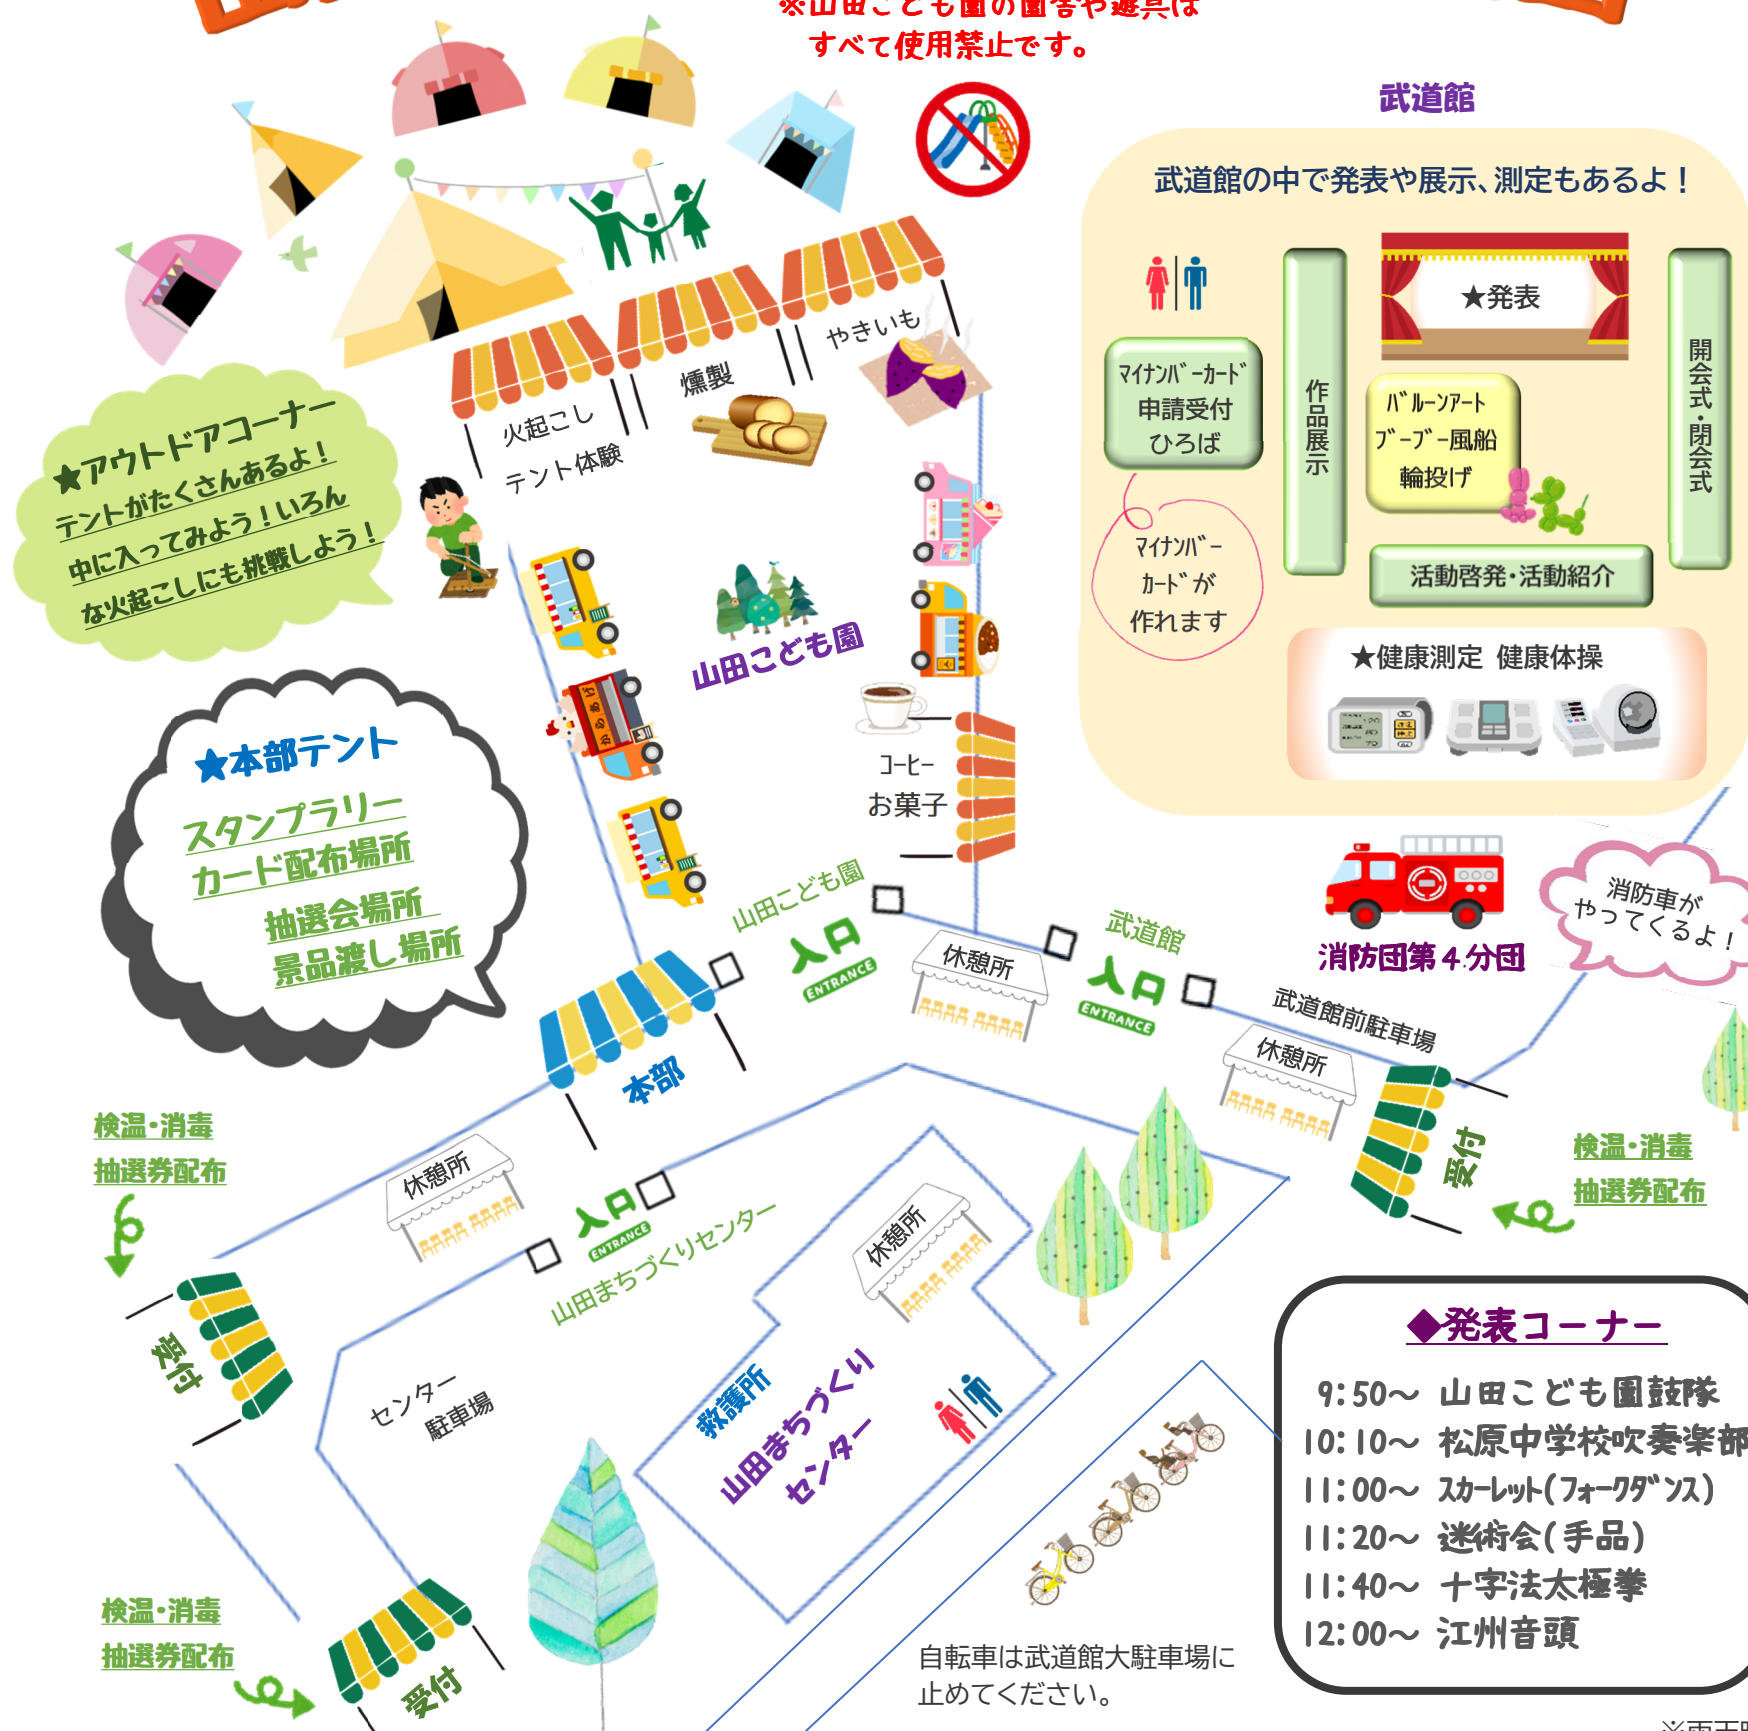 ※山田こども園の園舎や遊具は
すべて使用禁止です。
武道館
武道館の中で発表や展示、測定もあるよ！
★発表
マイナンバーカード
申請受付
ひろば
作品展示
開会式・閉会式
バルーンアート
ブーブー風船
輪投げ
マイナンバー
カードが
作れます
活動啓発・活動紹介
★健康測定 健康体操
やきいも
燻製
火起こし
テント体験
★アウトドアコーナー
テントがたくさんあるよ！
中に入ってみよう！いろん
な火起こしにも挑戦しよう！
山田こども園
からあげ
コーヒー
お菓子
★本部テント
スタンプラリー
カード配布場所
抽選会場所
景品渡し場所
消防車が
やってくるよ！
消防団第４.分団
山田こども園
入口
ENTRANCE
休憩所
武道館
入口
ENTRANCE
武道館前駐車場
休憩所
本部
受付
検温・消毒
抽選券配布
検温・消毒
抽選券配布
休憩所
入口
ENTRANCE
山田まちづくりセンター
休憩所
受付
センター
駐車場
救護所
山田まちづくり
センター
◆発表コーナー
9:50～ 山田こども園鼓隊
10:10～ 松原中学校吹奏楽部
11:00～ スカーレット(フォークダンス)
11:20～ 迷術会(手品)
11:40～ 十字法太極拳
12:00～ 江州音頭
検温・消毒
抽選券配布
受付
自転車は武道館大駐車場に
止めてください。